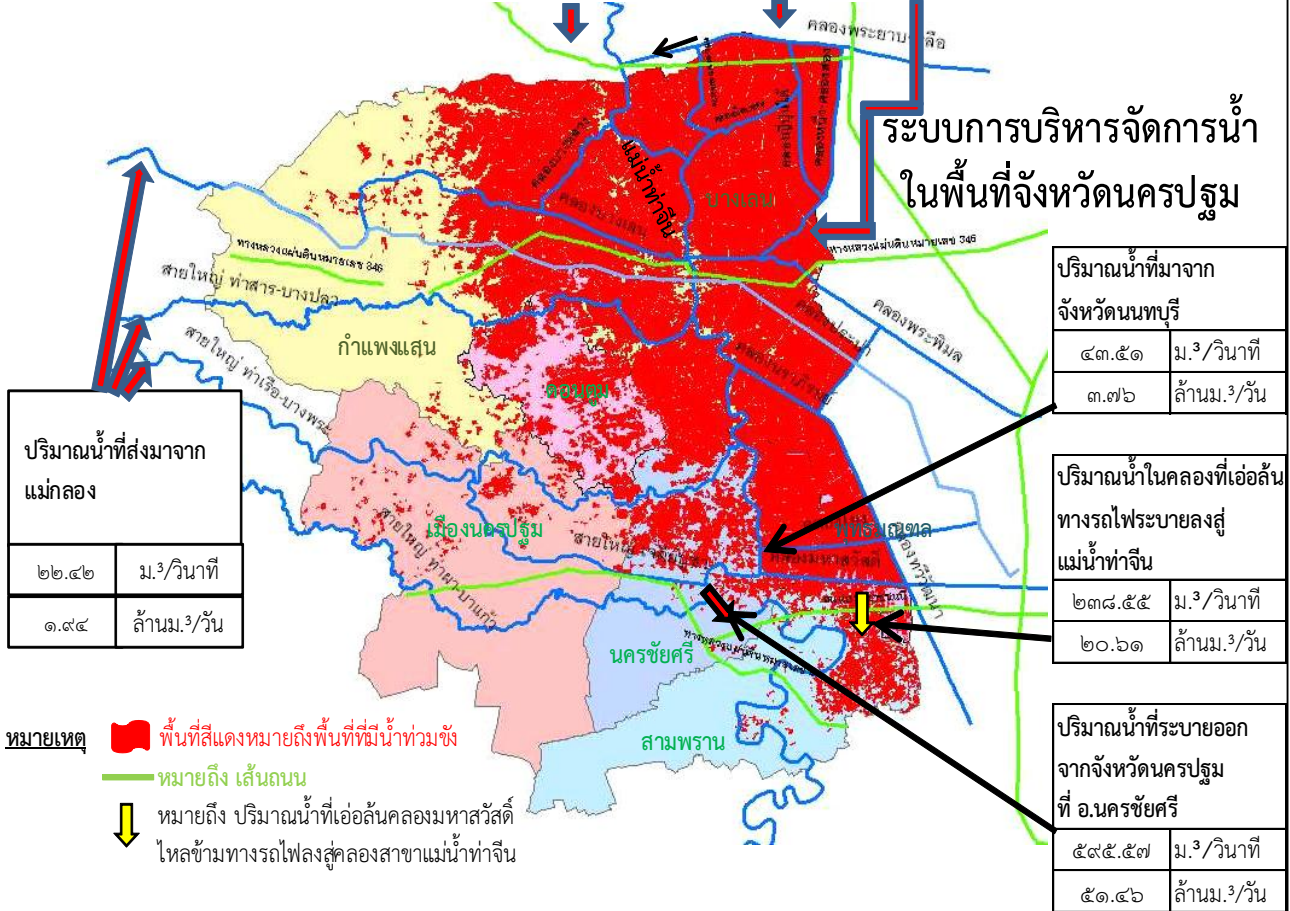 คลองพระยาบรรลือ
ระบบการบริหารจัดการน้ำ
ในพื้นที่จังหวัดนครปฐม
แม่น้ำท่าจีน
บางเลน
คลองบางเลน
ทางหลวงแผ่นดินหมายเลข 346
ทางหลวงแผ่นดินหมายเลข 346
สายใหญ่ ท่าสาร-บางปลา
คลองพระพิมล
กำแพงแสน
สายใหญ่ ท่าเรือ-บางพระ
ดอนตูม
ปริมาณน้ำที่มาจาก
จังหวัดนนทบุรี
๔๓.๕๑ ม.³/วินาที
๓.๗๖ ล้านม.³/วัน
ปริมาณน้ำที่ส่งมาจาก
แม่กลอง
๒๒.๔๒ ม.³/วินาที
๑.๙๔ ล้านม.³/วัน
ปริมาณน้ำในคลองที่เอ่อล้น
ทางรถไฟระบายลงสู่
แม่น้ำท่าจีน
๒๓๘.๕๕ ม.³/วินาที
๒๐.๖๑ ล้านม.³/วัน
เมืองนครปฐม
พุทธมณฑล
คลองมหาสวัสดิ์
คลองทวีวัฒนา
สายใหญ่ ท่าผา-บางแก้ว
นครชัยศรี
สามพราน
ปริมาณน้ำที่ระบายออก
จากจังหวัดนครปฐม
ที่ อ.นครชัยศรี
๕๙๕.๕๗ ม.³/วินาที
๕๑.๔๖ ล้านม.³/วัน
หมายเหตุ พื้นที่สีแดงหมายถึงพื้นที่ที่มีน้ำท่วมขัง
หมายถึง เส้นถนน
หมายถึง ปริมาณน้ำที่เอ่อล้นคลองมหาสวัสดิ์
ไหลข้ามทางรถไฟลงสู่คลองสาขาแม่น้ำท่าจีน